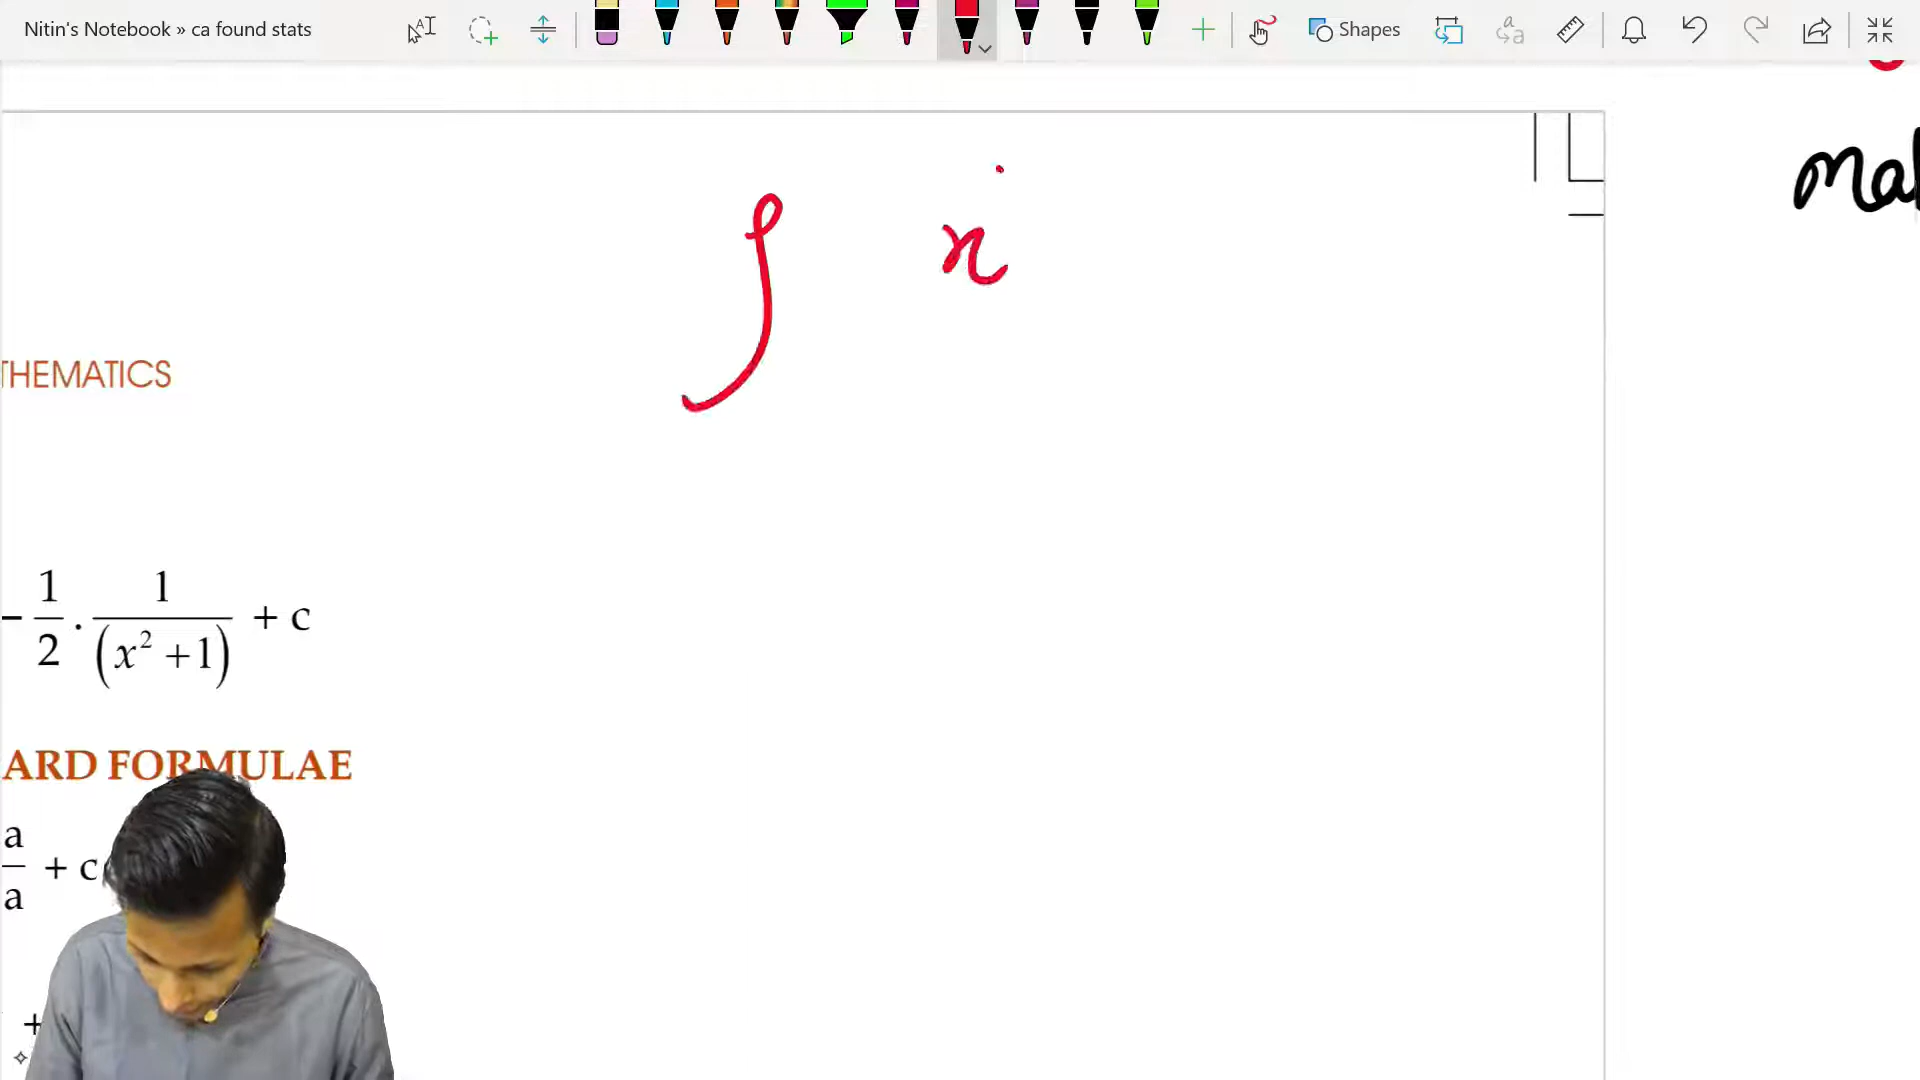 Nitin's Notebook » ca found stats
Shapes
∫ x
THEMATICS
- 1/2 · 1/(x² + 1) + c
ARD FORMULAE
a/a + c
+